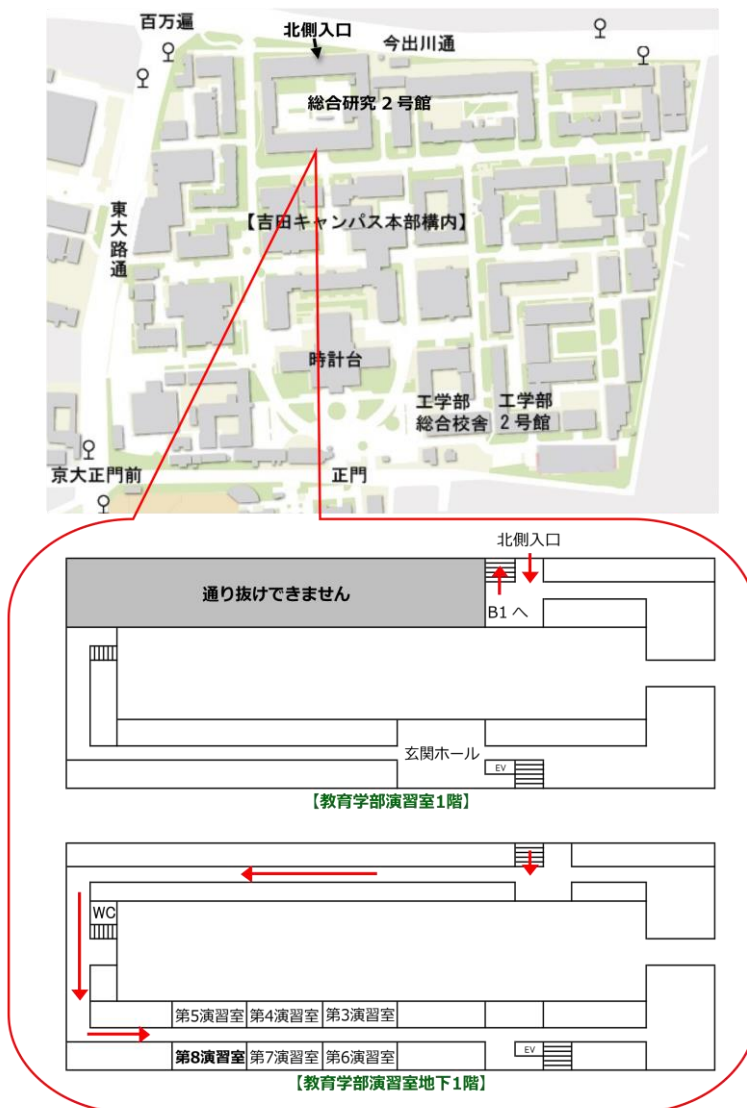 百万遍
北側入口
今出川通
総合研究２号館
東大路通
【吉田キャンパス本部構内】
時計台
工学部
総合校舎
工学部
２号館
京大正門前
正門
北側入口
通り抜けできません
B1 へ
玄関ホール
EV
【教育学部演習室1階】
WC
第5演習室
第4演習室
第3演習室
第8演習室
第7演習室
第6演習室
EV
【教育学部演習室地下1階】